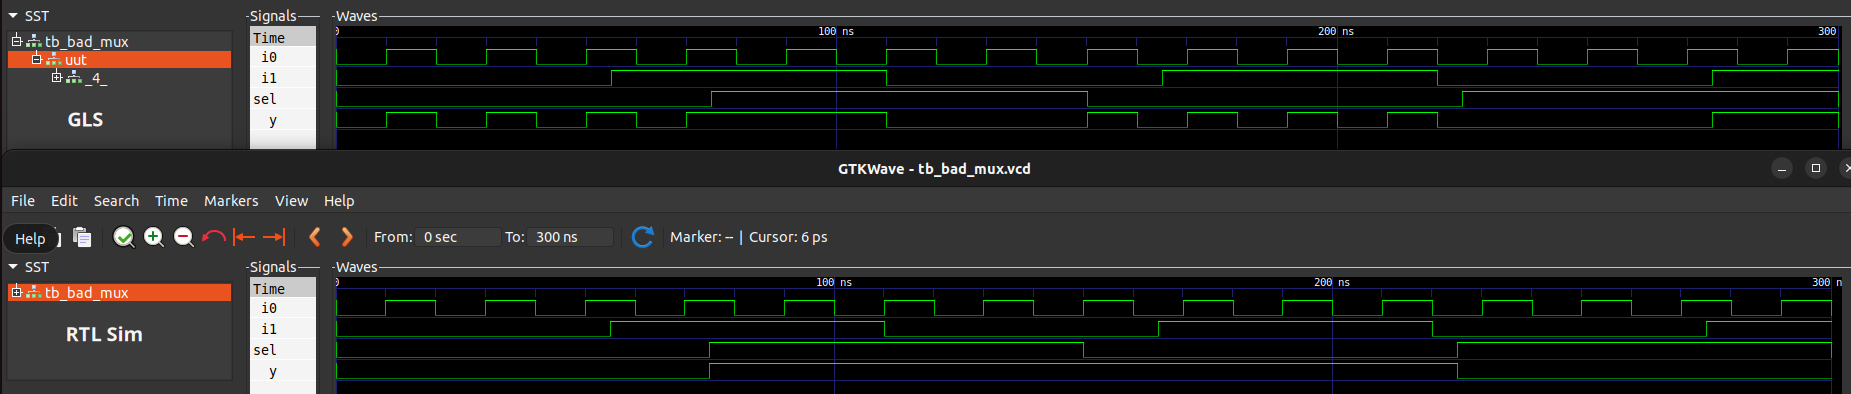 SST
Signals
Waves
tb_bad_mux
uut
_4_
GLS
Time
i0
i1
sel
y
0
100 ns
200 ns
300
GTKWave - tb_bad_mux.vcd
File Edit Search Time Markers View Help
Help
From: 0 sec To: 300 ns Marker: -- | Cursor: 6 ps
SST
Signals
Waves
tb_bad_mux
RTL Sim
Time
i0
i1
sel
y
0
100 ns
200 ns
300 n